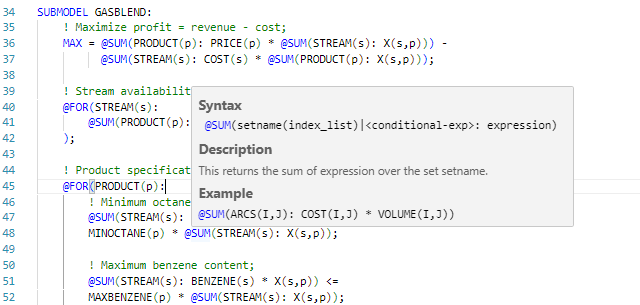 34 SUBMODEL GASBLEND:
35 ! Maximize profit = revenue - cost;
36 MAX = @SUM(PRODUCT(p): PRICE(p) * @SUM(STREAM(s): X(s,p))) -
37 @SUM(STREAM(s): COST(s) * @SUM(PRODUCT(p): X(s,p)));
38
39 ! Stream availabilit
40 @FOR(STREAM(s):
41 @SUM(PRODUCT(p):
42 );
43
44 ! Product specificat
45 @FOR(PRODUCT(p):
46 ! Minimum octane
47 @SUM(STREAM(s):
48 MINOCTANE(p) * @SUM(STREAM(s): X(s,p));
49
50 ! Maximum benzene content;
51 @SUM(STREAM(s): BENZENE(s) * X(s,p)) <=
52 MAXBENZENE(p) * @SUM(STREAM(s): X(s,p));
Syntax
@SUM(setname(index_list)|<conditional-exp>: expression)
Description
This returns the sum of expression over the set setname.
Example
@SUM(ARCS(I,J): COST(I,J) * VOLUME(I,J))